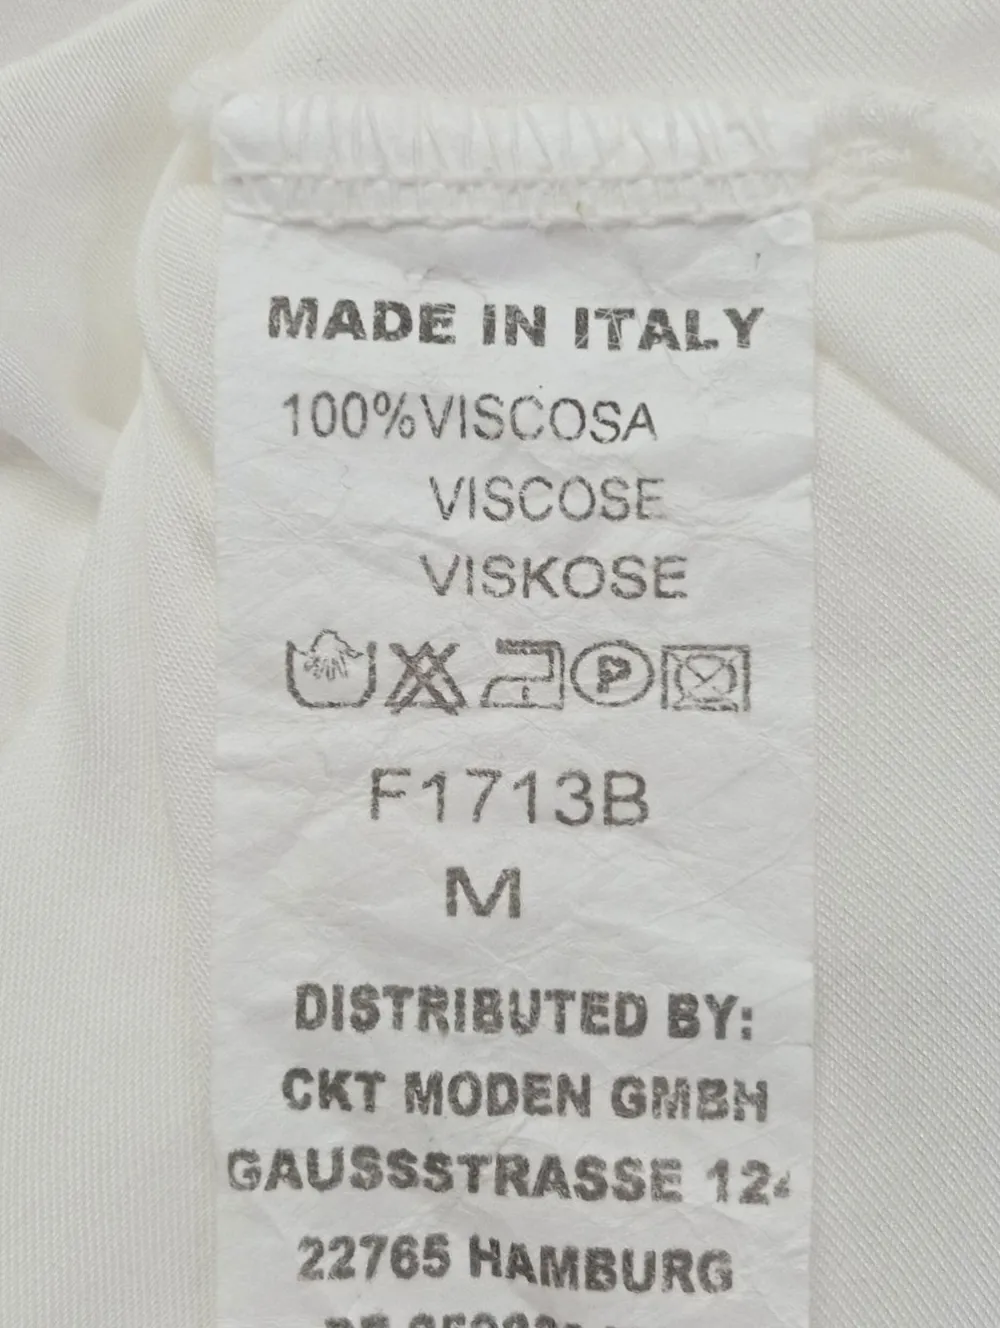 MADE IN ITALY
100%VISCOSA
VISCOSE
VISKOSE
P
F1713B
M
DISTRIBUTED BY:
CKT MODEN GMBH
GAUSSSTRASSE
22765 HAMBURG